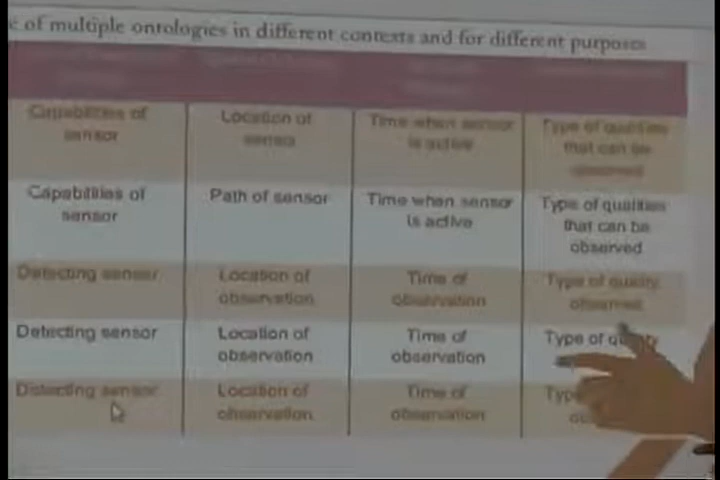 e of multiple ontologies in different contexts and for different purposes
Capabilities of sensor Location of sensor Time when sensor is active Type of qualities that can be observed
Capabilities of sensor Path of sensor Time when sensor is active Type of qualities that can be observed
Detecting sensor Location of observation Time of observation Type of quality observed
Detecting sensor Location of observation Time of observation Type of quality
Detecting sensor Location of observation Time of observation